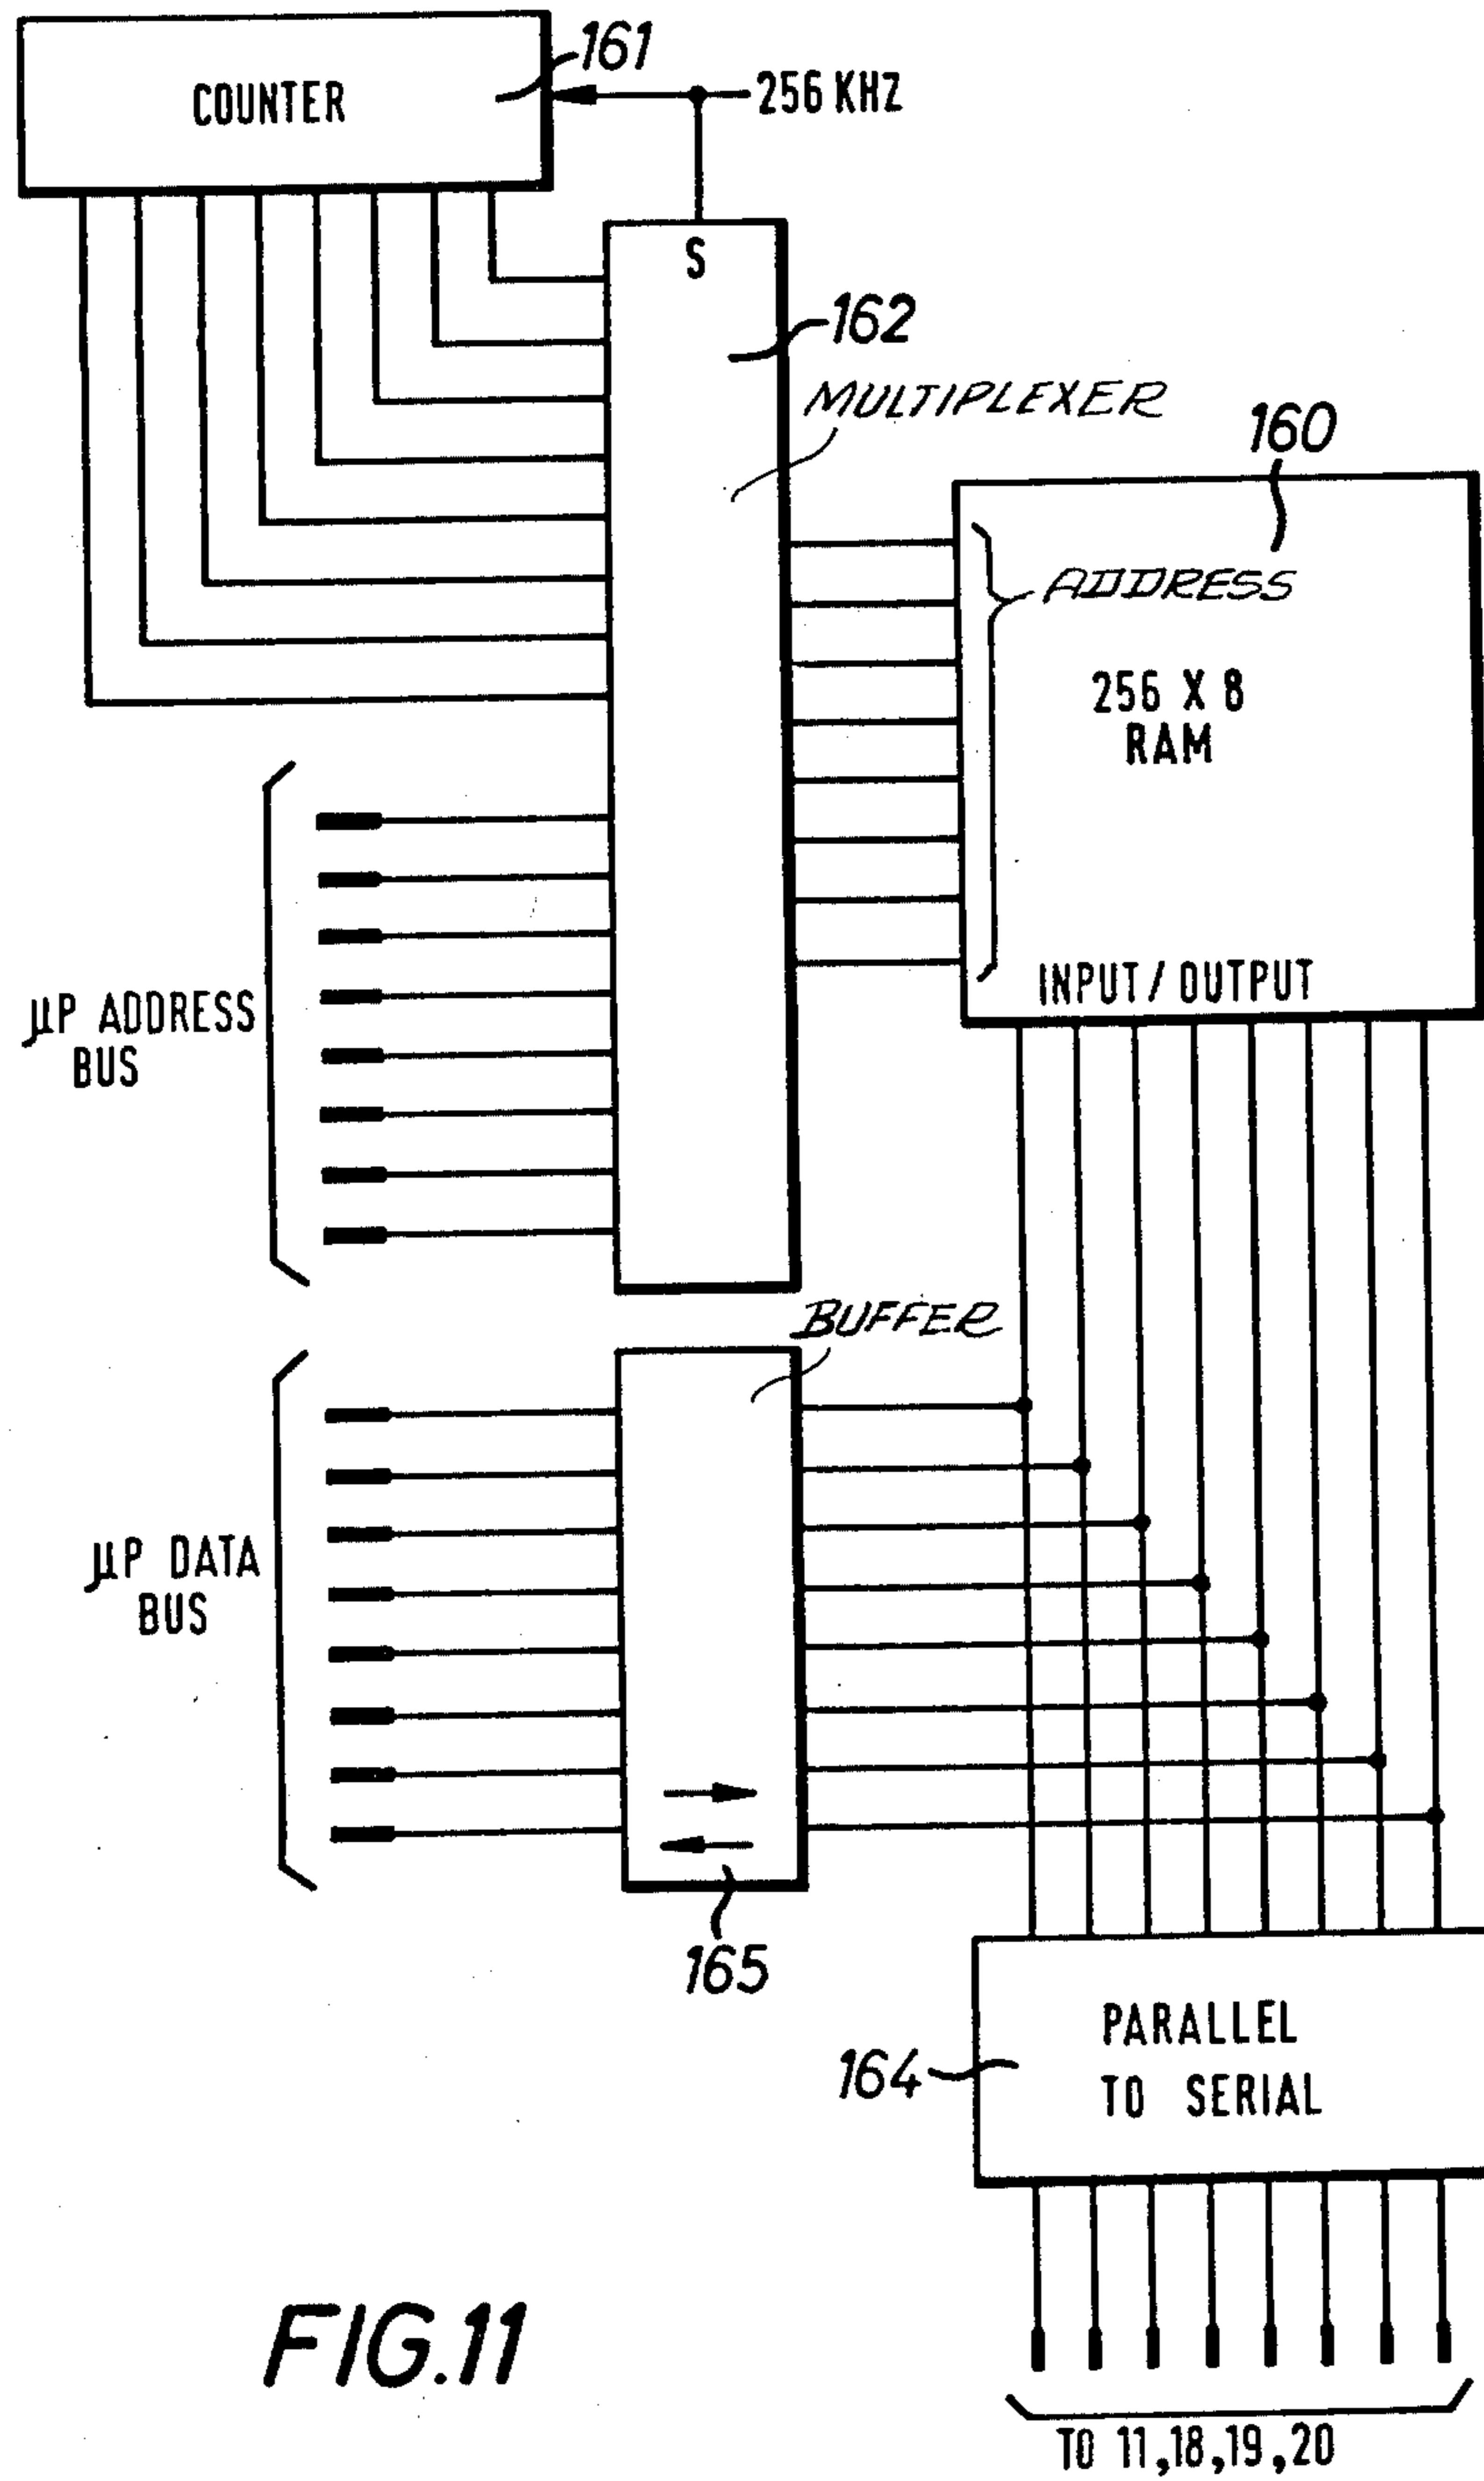 COUNTER
161
256 KHZ
S
162
MULTIPLEXER
160
ADDRESS
256 X 8
RAM
INPUT / OUTPUT
µP ADDRESS
BUS
BUFFER
µP DATA
BUS
165
164
PARALLEL
TO SERIAL
FIG.11
TO 11,18,19,20